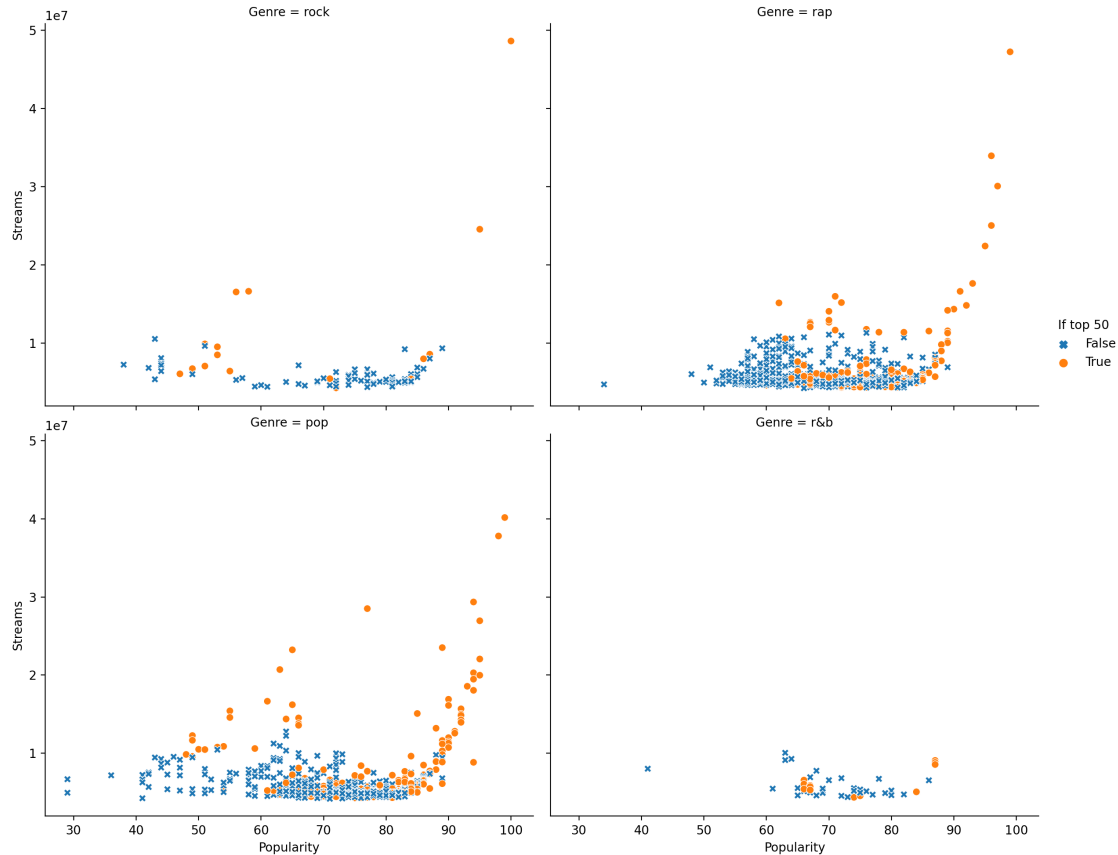 Genre = rock
Genre = rap
1e7
5
4
3
2
1
Streams
If top 50
False
True
Genre = pop
Genre = r&b
1e7
5
4
3
2
1
Streams
30 40 50 60 70 80 90 100
30 40 50 60 70 80 90 100
Popularity
Popularity